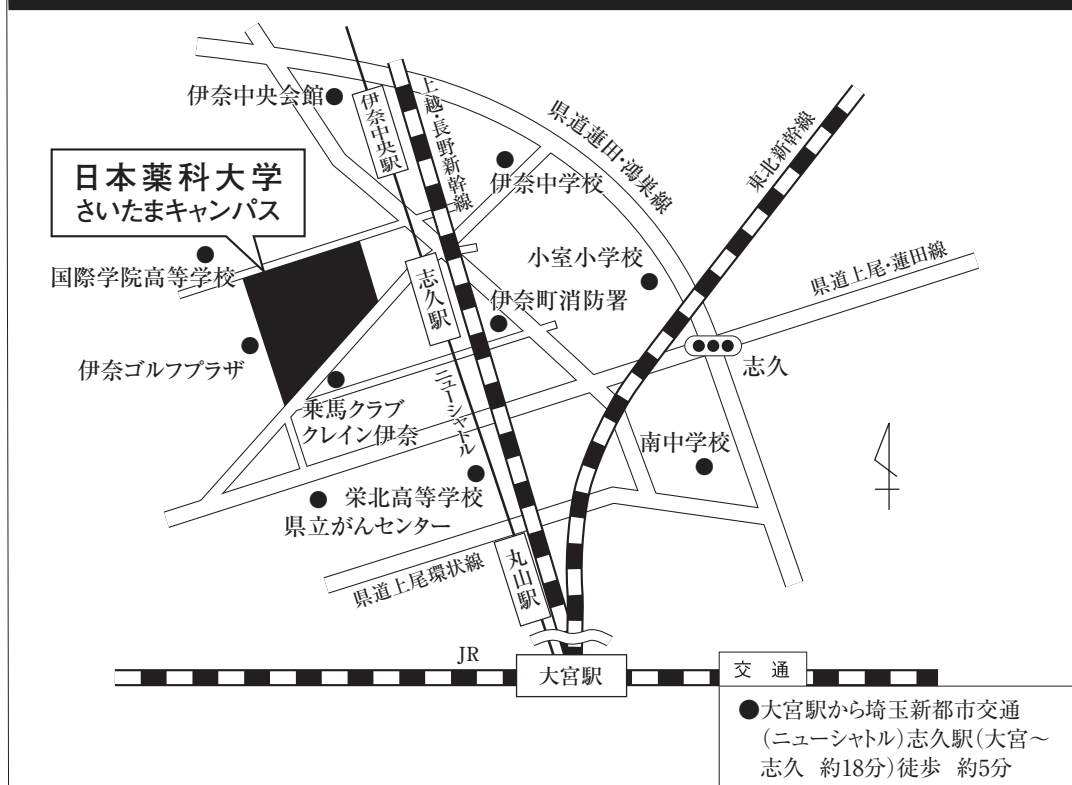 伊奈中央会館
伊奈中央駅
上越・長野新幹線
県道蓮田・鴻巣線
東北新幹線
日本薬科大学
さいたまキャンパス
伊奈中学校
国際学院高等学校
志久駅
小室小学校
伊奈町消防署
県道上尾・蓮田線
伊奈ゴルフプラザ
志久
乗馬クラブ
クレイン伊奈
ニューシャトル
南中学校
栄北高等学校
県立がんセンター
県道上尾環状線
丸山駅
JR
大宮駅
交 通
●大宮駅から埼玉新都市交通
(ニューシャトル)志久駅(大宮〜
志久 約18分)徒歩 約5分